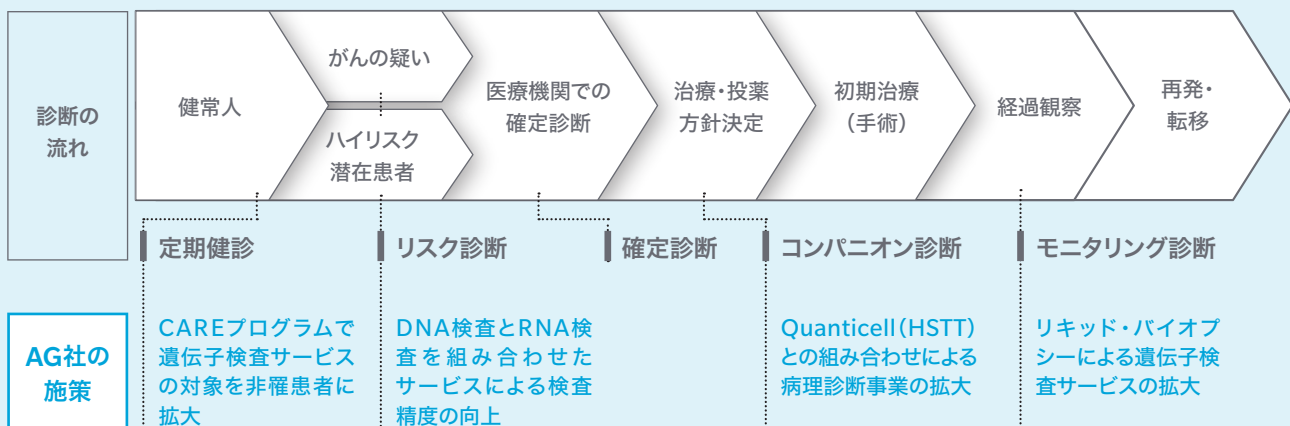 診断の
流れ
健常人
がんの疑い
ハイリスク
潜在患者
医療機関での
確定診断
治療・投薬
方針決定
初期治療
（手術）
経過観察
再発・
転移
定期健診
リスク診断
確定診断
コンパニオン診断
モニタリング診断
AG社の
施策
CAREプログラムで
遺伝子検査サービス
の対象を非罹患者に
拡大
DNA検査とRNA検
査を組み合わせた
サービスによる検査
精度の向上
Quanticell（HSTT）
との組み合わせによる
病理診断事業の拡大
リキッド・バイオプ
シーによる遺伝子検
査サービスの拡大